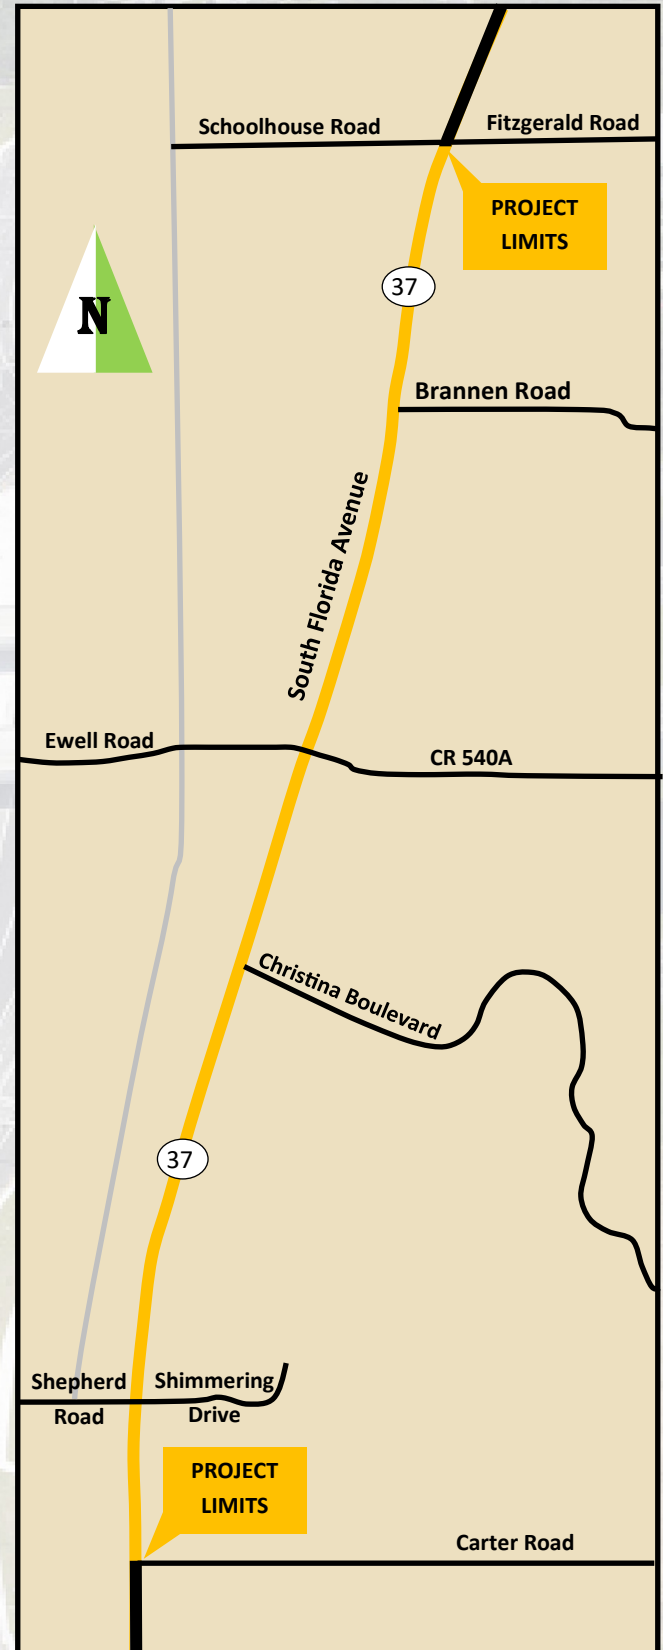 Schoolhouse Road
Fitzgerald Road
PROJECT
LIMITS
N
37
Brannen Road
South Florida Avenue
Ewell Road
CR 540A
Christina Boulevard
37
Shepherd
Road
Shimmering
Drive
PROJECT
LIMITS
Carter Road